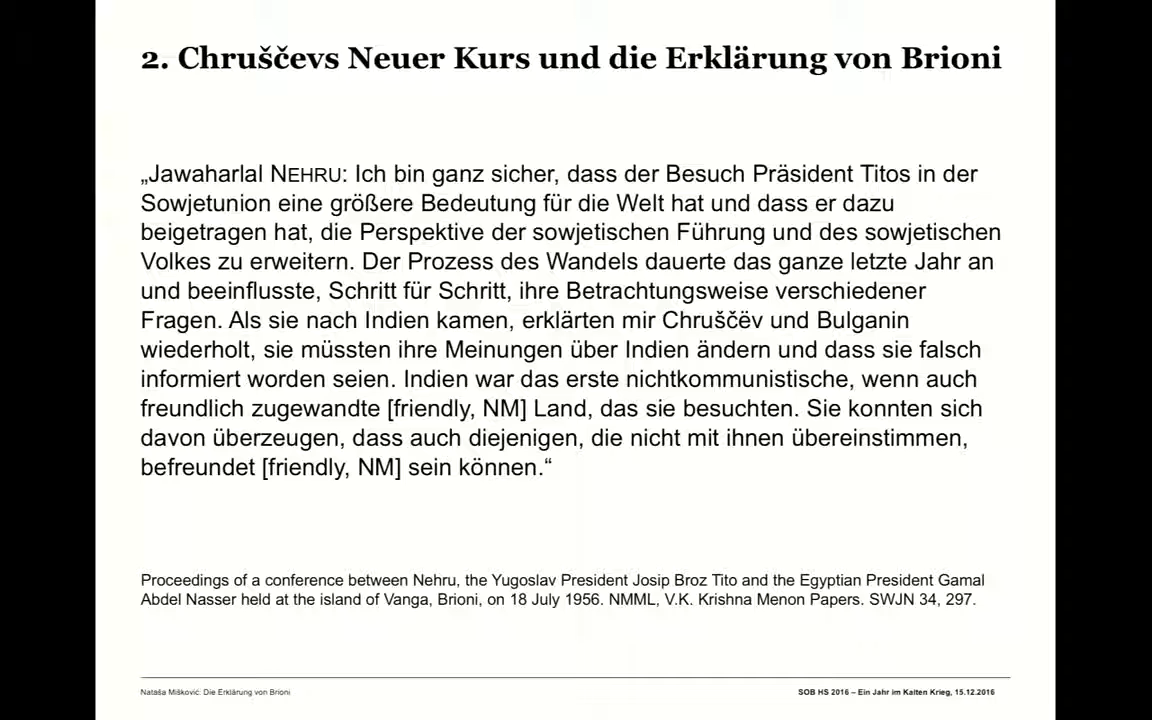 2. Chruščevs Neuer Kurs und die Erklärung von Brioni
„Jawaharlal NEHRU: Ich bin ganz sicher, dass der Besuch Präsident Titos in der
Sowjetunion eine größere Bedeutung für die Welt hat und dass er dazu
beigetragen hat, die Perspektive der sowjetischen Führung und des sowjetischen
Volkes zu erweitern. Der Prozess des Wandels dauerte das ganze letzte Jahr an
und beeinflusste, Schritt für Schritt, ihre Betrachtungsweise verschiedener
Fragen. Als sie nach Indien kamen, erklärten mir Chruščëv und Bulganin
wiederholt, sie müssten ihre Meinungen über Indien ändern und dass sie falsch
informiert worden seien. Indien war das erste nichtkommunistische, wenn auch
freundlich zugewandte [friendly, NM] Land, das sie besuchten. Sie konnten sich
davon überzeugen, dass auch diejenigen, die nicht mit ihnen übereinstimmen,
befreundet [friendly, NM] sein können.“
Proceedings of a conference between Nehru, the Yugoslav President Josip Broz Tito and the Egyptian President Gamal
Abdel Nasser held at the island of Vanga, Brioni, on 18 July 1956. NMML, V.K. Krishna Menon Papers. SWJN 34, 297.
Nataša Mišković: Die Erklärung von Brioni
SOB HS 2016 – Ein Jahr im Kalten Krieg, 15.12.2016